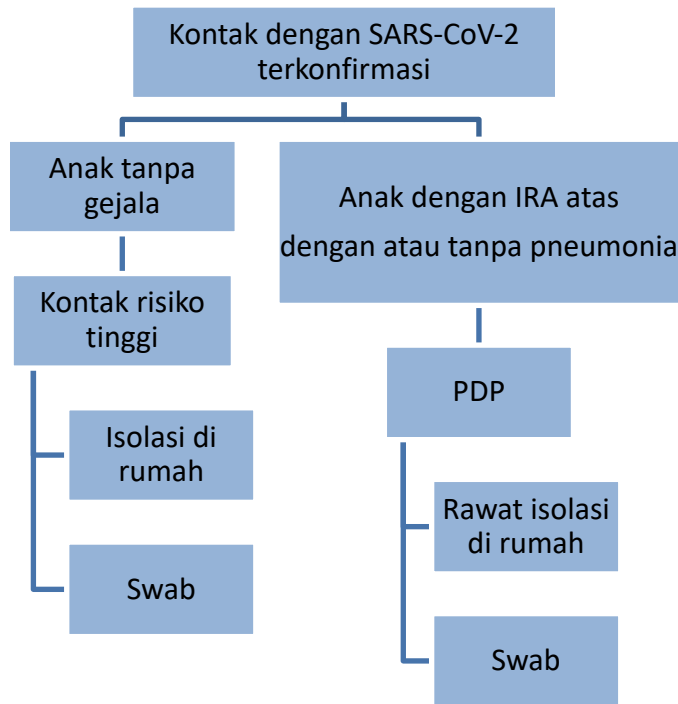 Kontak dengan SARS-CoV-2
terkonfirmasi
Anak tanpa
gejala
Kontak risiko
tinggi
Isolasi di
rumah
Swab
Anak dengan IRA atas
dengan atau tanpa pneumonia
PDP
Rawat isolasi
di rumah
Swab